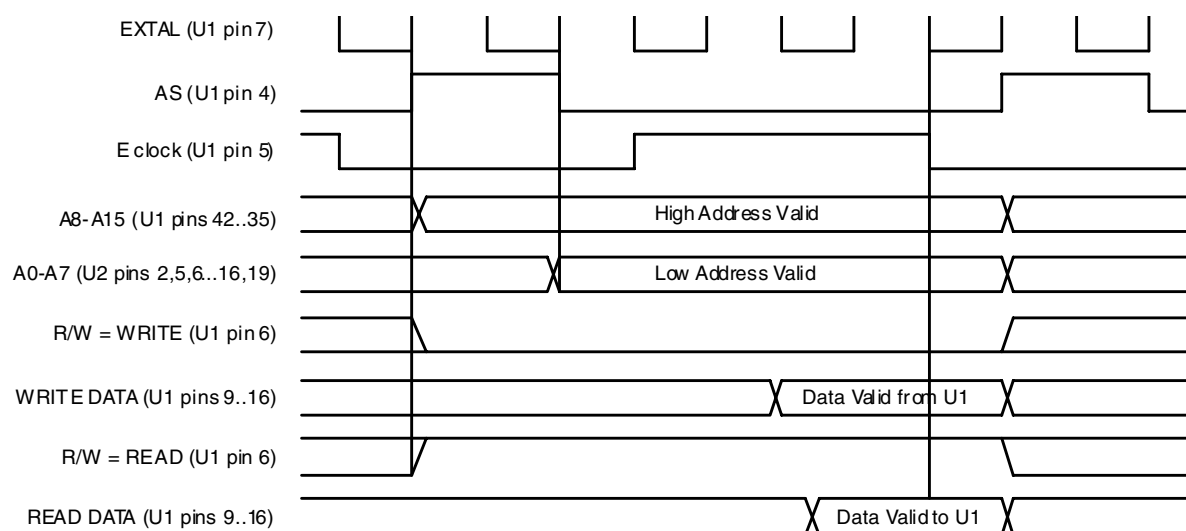 EXTAL (U1 pin 7)
AS (U1 pin 4)
E clock (U1 pin 5)
A8-A15 (U1 pins 42..35)
High Address Valid
A0-A7 (U2 pins 2,5,6...16,19)
Low Address Valid
R/W = WRITE (U1 pin 6)
WRITE DATA (U1 pins 9..16)
Data Valid from U1
R/W = READ (U1 pin 6)
READ DATA (U1 pins 9..16)
Data Valid to U1